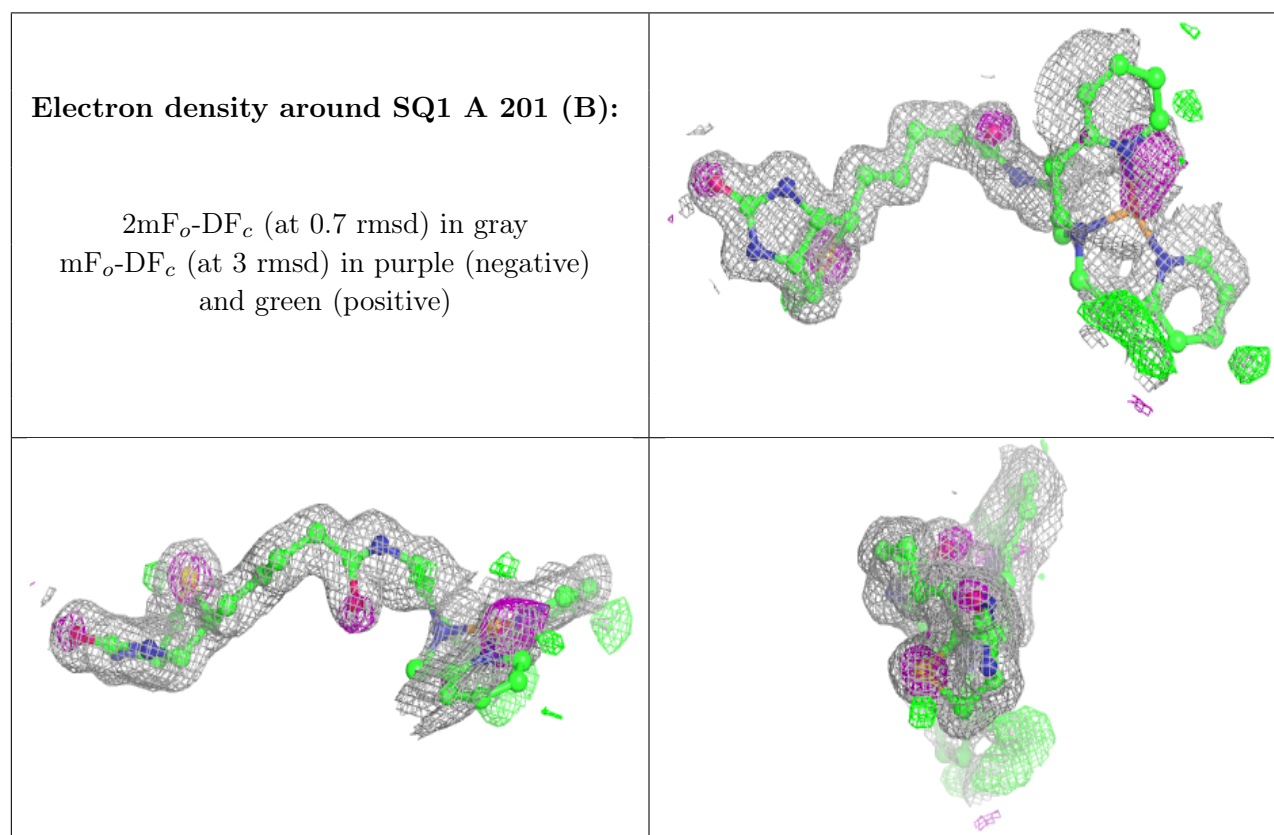 Electron density around SQ1 A 201 (B):
2mFo-DFc (at 0.7 rmsd) in gray
mFo-DFc (at 3 rmsd) in purple (negative)
and green (positive)